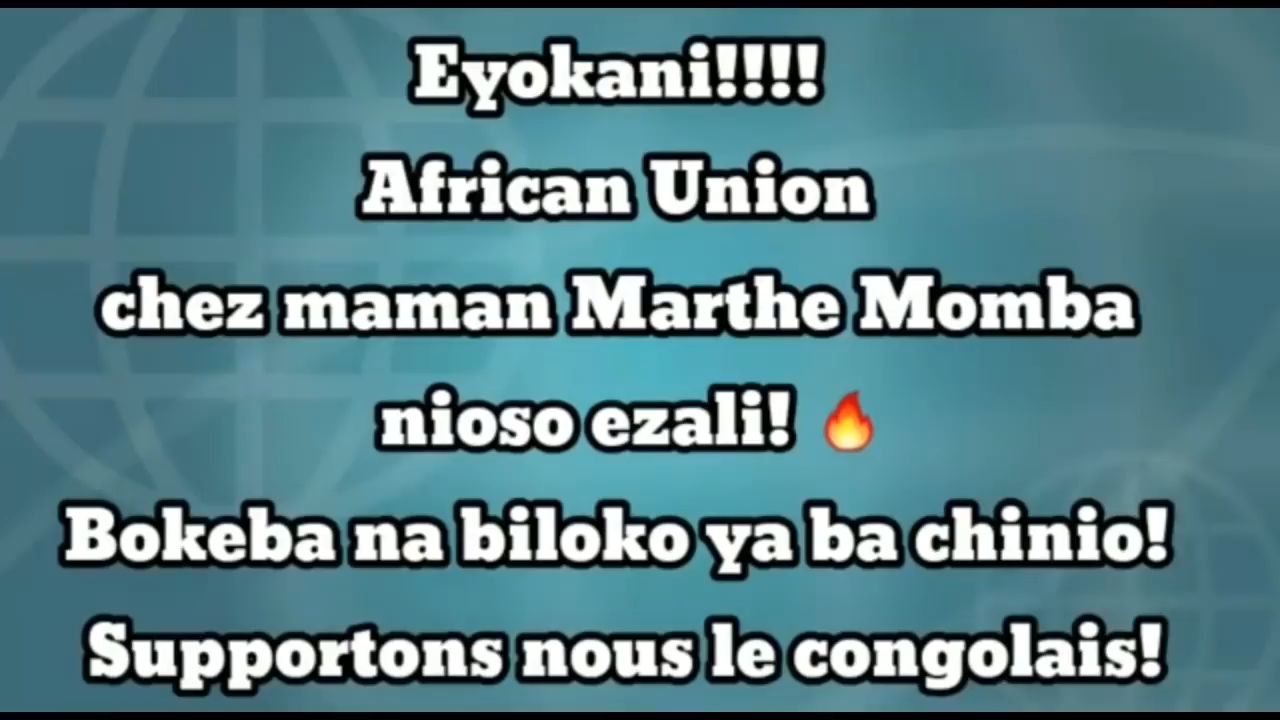 Eyokani!!!!
African Union
chez maman Marthe Momba
nioso ezali! 🔥
Bokeba na biloko ya ba chinio!
Supportons nous le congolais!